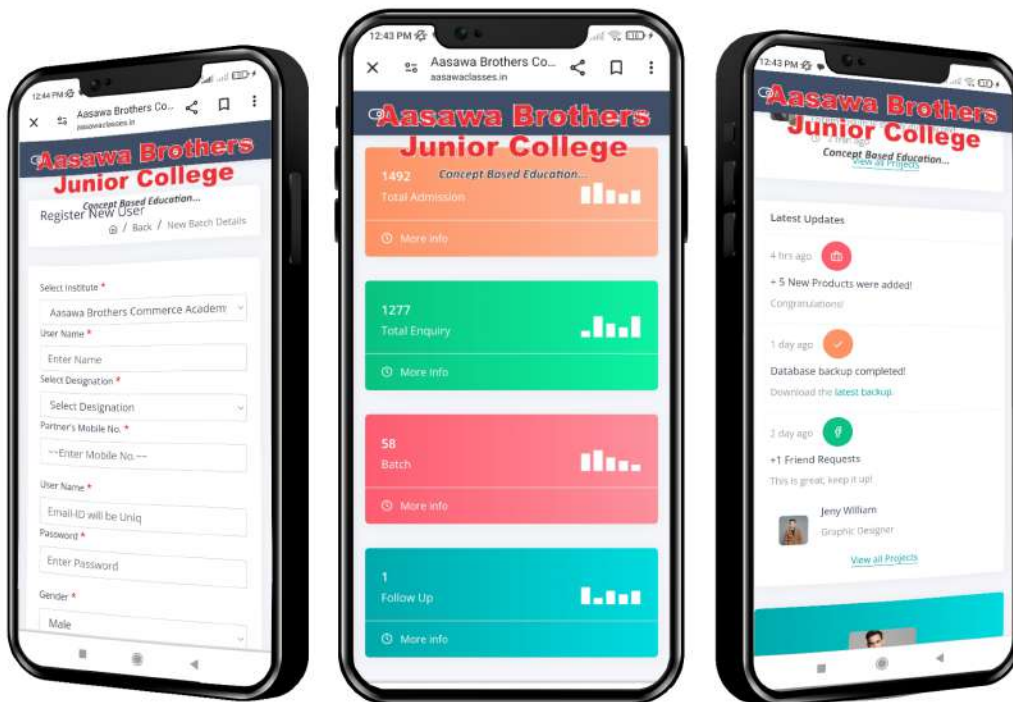 12:44 PM
Aasawa Brothers Co...
aasawaclasses.in
Aasawa Brothers
Junior College
Concept Based Education...
Register New User
/ Back / New Batch Details
Select Institute *
Aasawa Brothers Commerce Academ
User Name *
Enter Name
Select Designation *
Select Designation
Partner's Mobile No. *
~~Enter Mobile No.~~
User Name *
Email-ID will be Uniq
Password *
Enter Password
Gender *
Male
12:43 PM
Aasawa Brothers Co...
aasawaclasses.in
Aasawa Brothers
Junior College
Concept Based Education...
1492
Total Admission
More info
1277
Total Enquiry
More info
58
Batch
More info
1
Follow Up
More info
12:43 PM
Aasawa Brothers Co...
aasawaclasses.in
Aasawa Brothers
Junior College
Concept Based Education...
View all Projects
Latest Updates
4 hrs ago
+ 5 New Products were added!
Congratulations!
1 day ago
Database backup completed!
Download the latest backup.
2 day ago
+1 Friend Requests
This is great, keep it up!
Jeny William
Graphic Designer
View all Projects